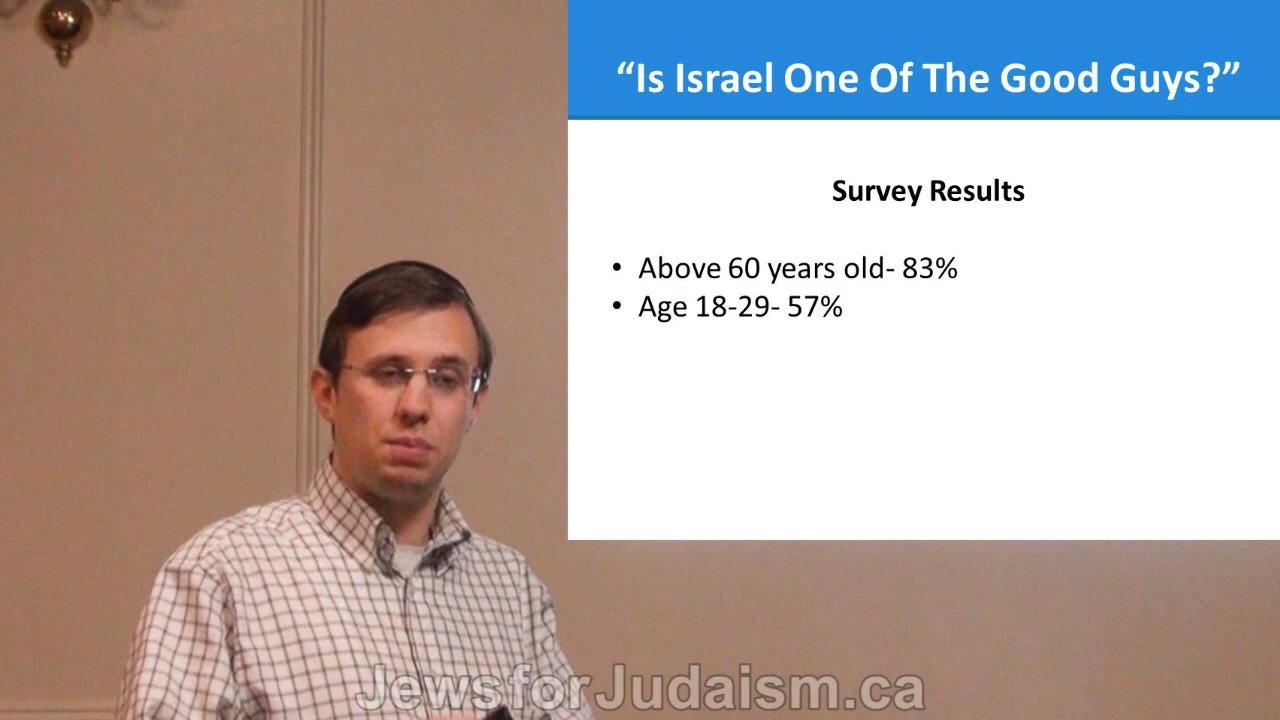 “Is Israel One Of The Good Guys?”
Survey Results
• Above 60 years old- 83%
• Age 18-29- 57%
JewsforJudaism.ca